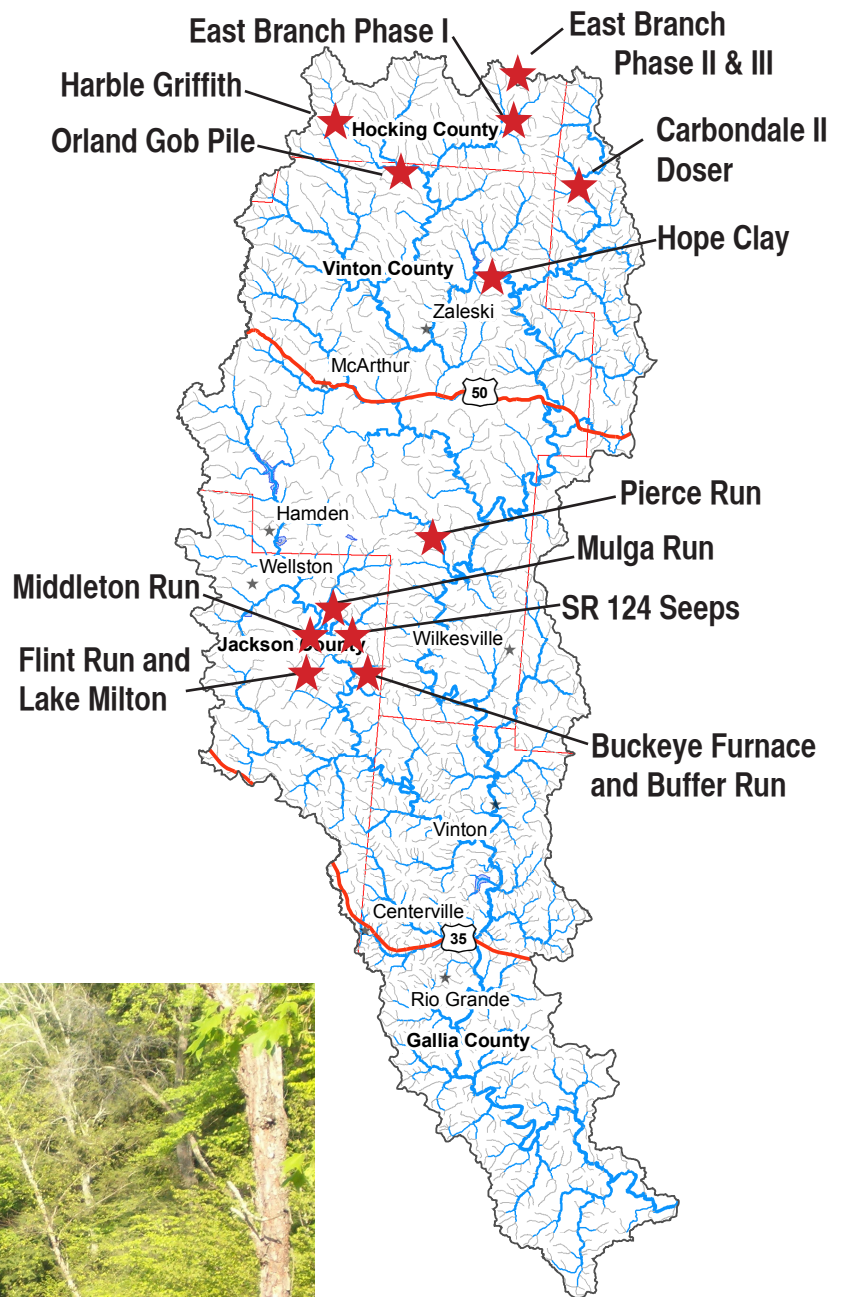 East Branch Phase I
East Branch
Phase II & III
Harble Griffith
Hocking County
Orland Gob Pile
Carbondale II
Doser
Hope Clay
Vinton County
Zaleski
McArthur
50
Pierce Run
Hamden
Mulga Run
Wellston
Middleton Run
SR 124 Seeps
Jackson County
Wilkesville
Flint Run and
Lake Milton
Buckeye Furnace
and Buffer Run
Vinton
Centerville
35
Rio Grande
Gallia County